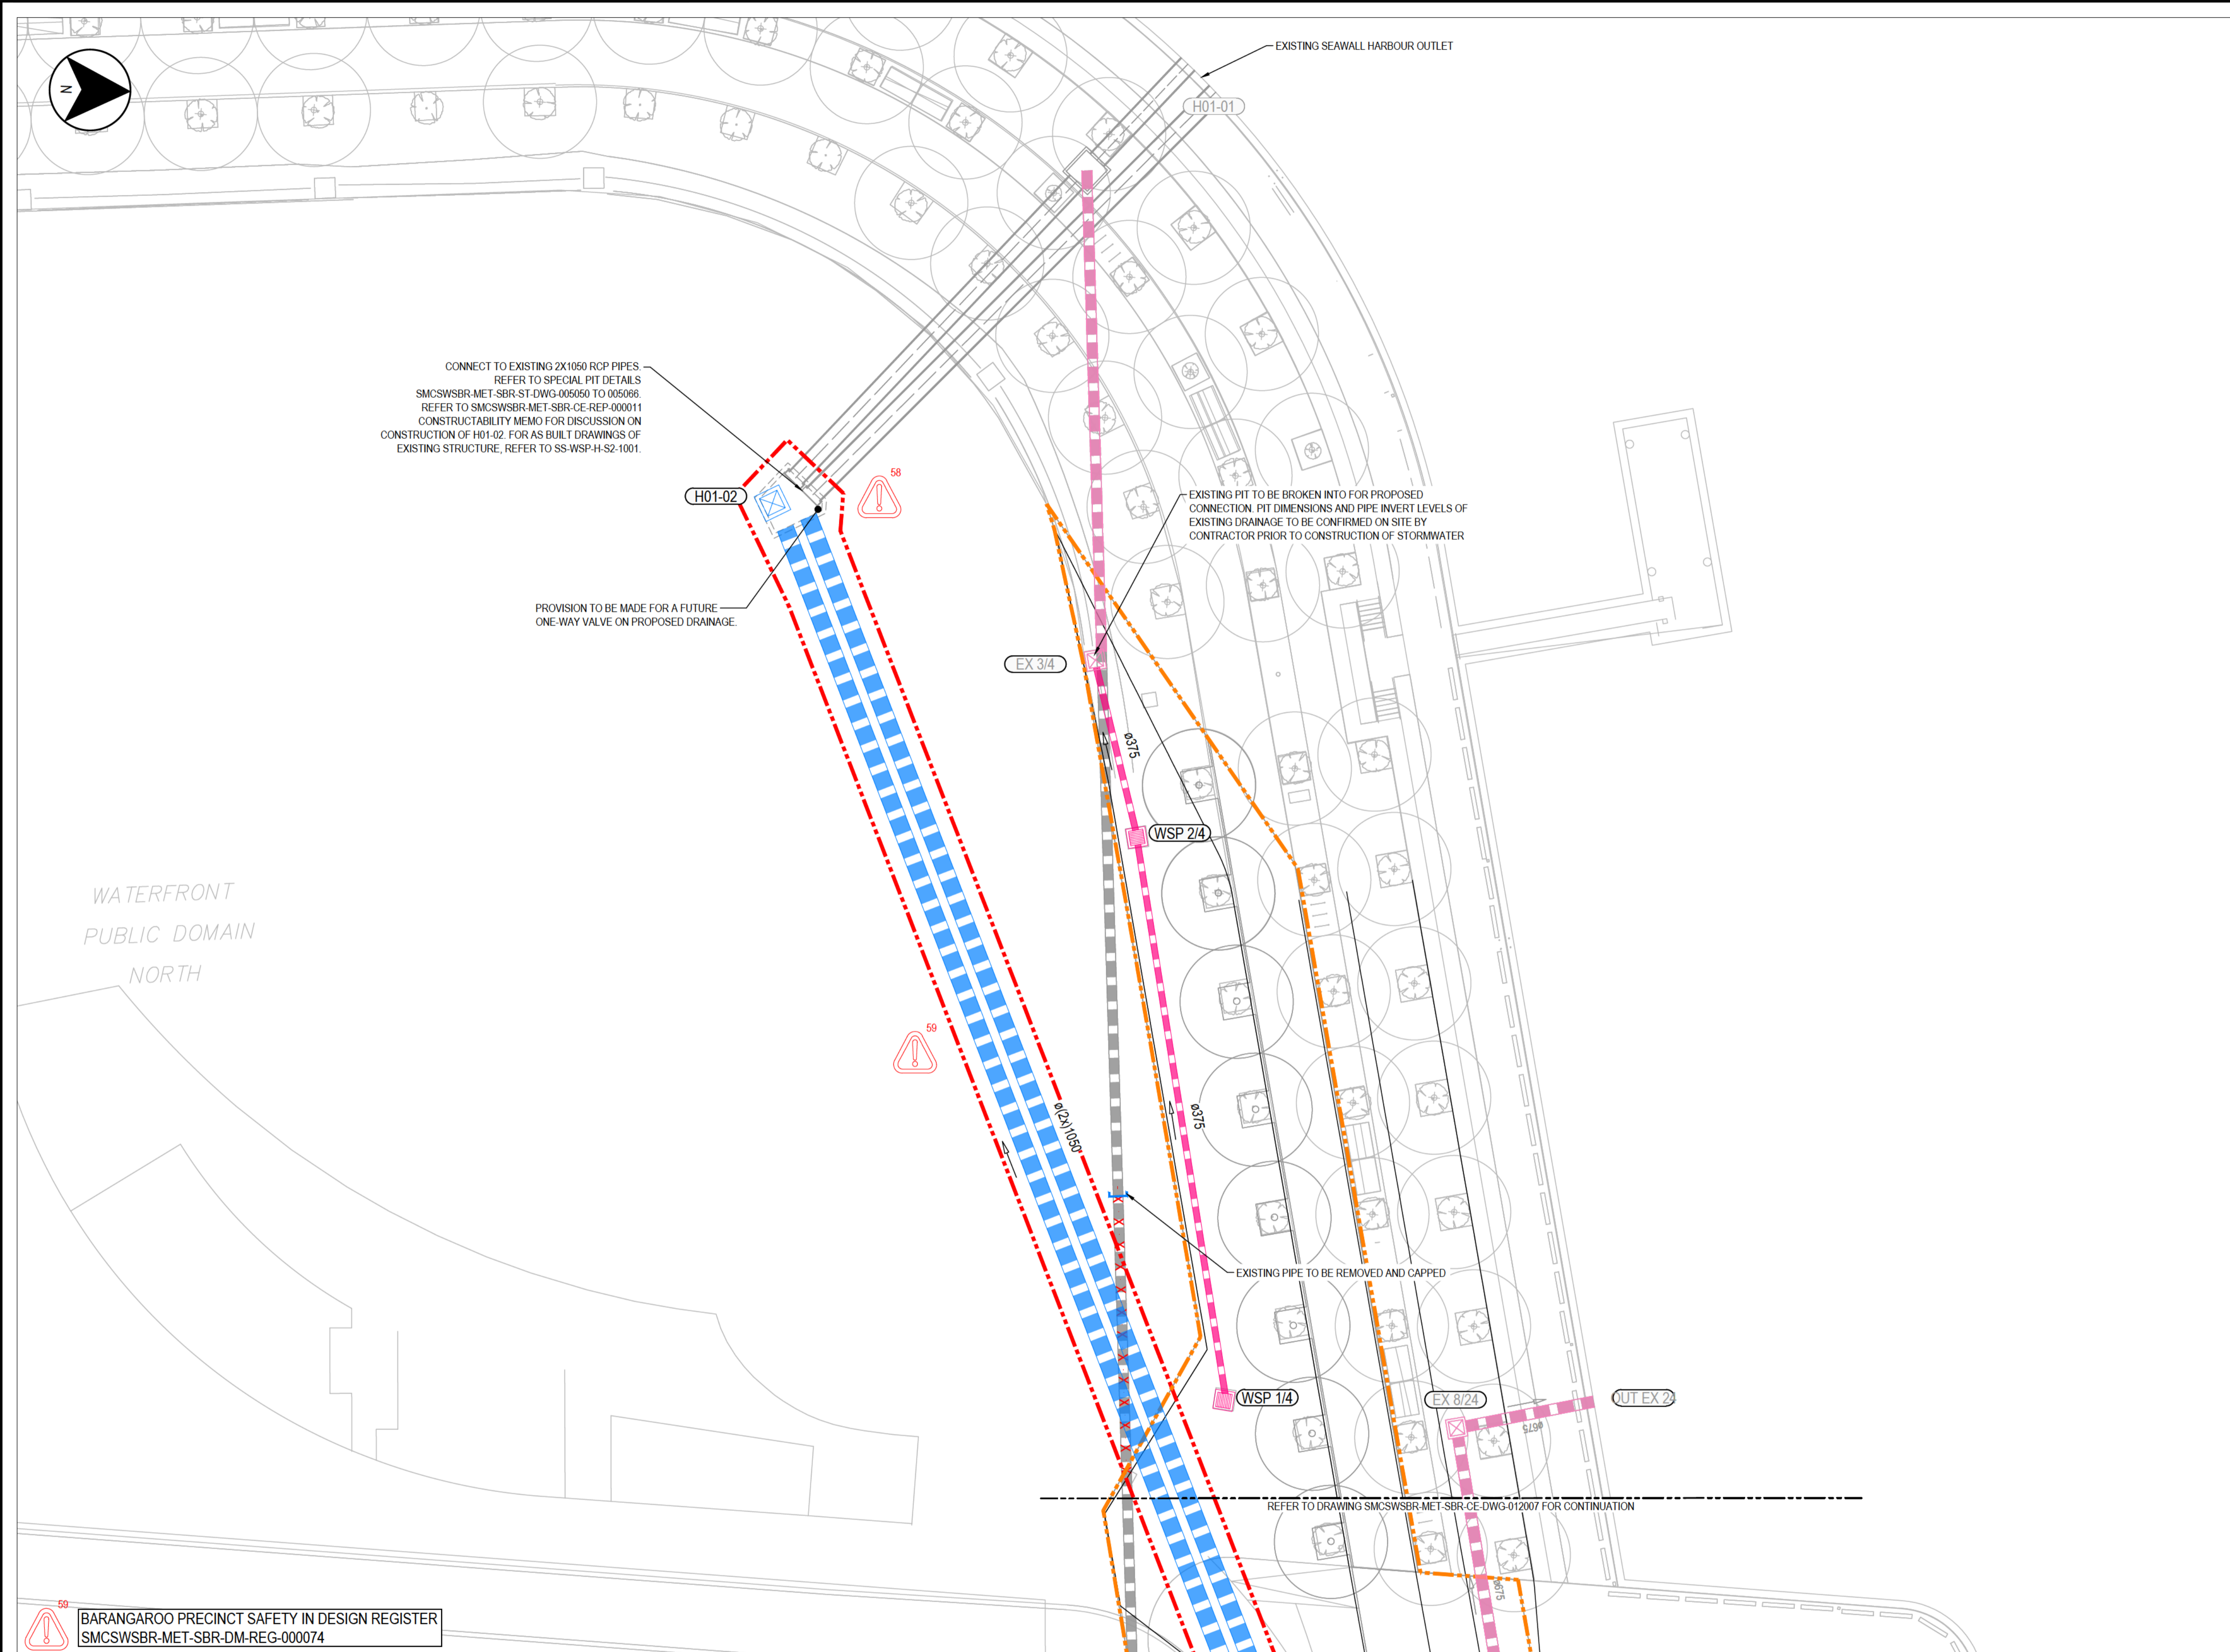 EXISTING SEAWALL HARBOUR OUTLET
N
H01-01
CONNECT TO EXISTING 2X1050 RCP PIPES.
REFER TO SPECIAL PIT DETAILS
SMCSWSBR-MET-SBR-ST-DWG-005050 TO 005066.
REFER TO SMCSWSBR-MET-SBR-CE-REP-000011
CONSTRUCTABILITY MEMO FOR DISCUSSION ON
CONSTRUCTION OF H01-02. FOR AS BUILT DRAWINGS OF
EXISTING STRUCTURE, REFER TO SS-WSP-H-S2-1001.
58
H01-02
EXISTING PIT TO BE BROKEN INTO FOR PROPOSED
CONNECTION. PIT DIMENSIONS AND PIPE INVERT LEVELS OF
EXISTING DRAINAGE TO BE CONFIRMED ON SITE BY
CONTRACTOR PRIOR TO CONSTRUCTION OF STORMWATER
PROVISION TO BE MADE FOR A FUTURE
ONE-WAY VALVE ON PROPOSED DRAINAGE.
EX 3/4
ø375
WSP 2/4
WATERFRONT
PUBLIC DOMAIN
NORTH
59
ø(2x)1050
ø375
EXISTING PIPE TO BE REMOVED AND CAPPED
WSP 1/4
EX 8/24
OUT EX 24
ø675
REFER TO DRAWING SMCSWSBR-MET-SBR-CE-DWG-012007 FOR CONTINUATION
ø675
59
BARANGAROO PRECINCT SAFETY IN DESIGN REGISTER
SMCSWSBR-MET-SBR-DM-REG-000074